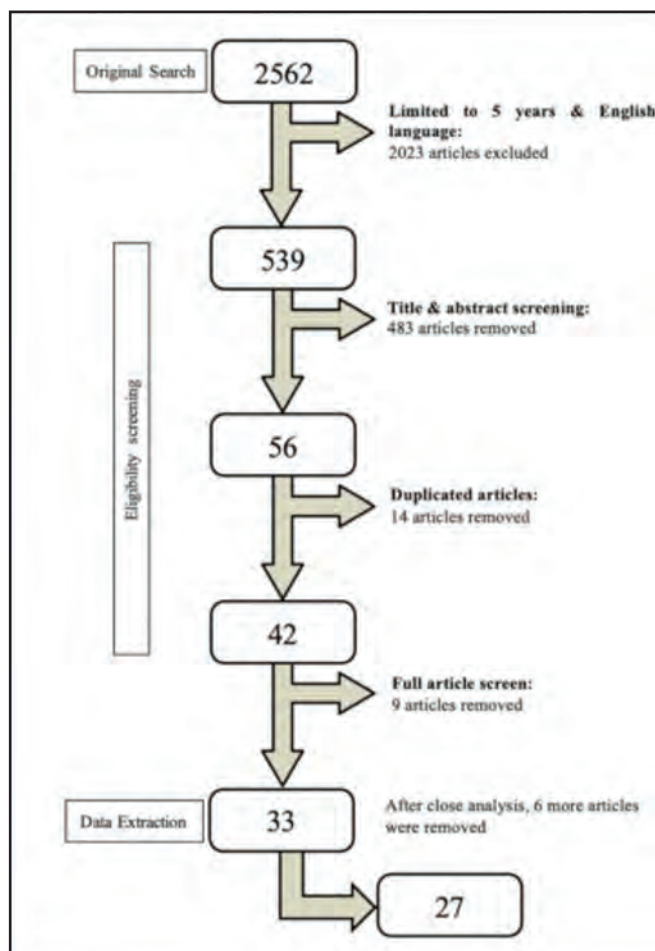 Original Search
2562
Limited to 5 years & English
language:
2023 articles excluded
539
Title & abstract screening:
483 articles removed
Eligibility screening
56
Duplicated articles:
14 articles removed
42
Full article screen:
9 articles removed
Data Extraction
33
After close analysis, 6 more articles
were removed
27